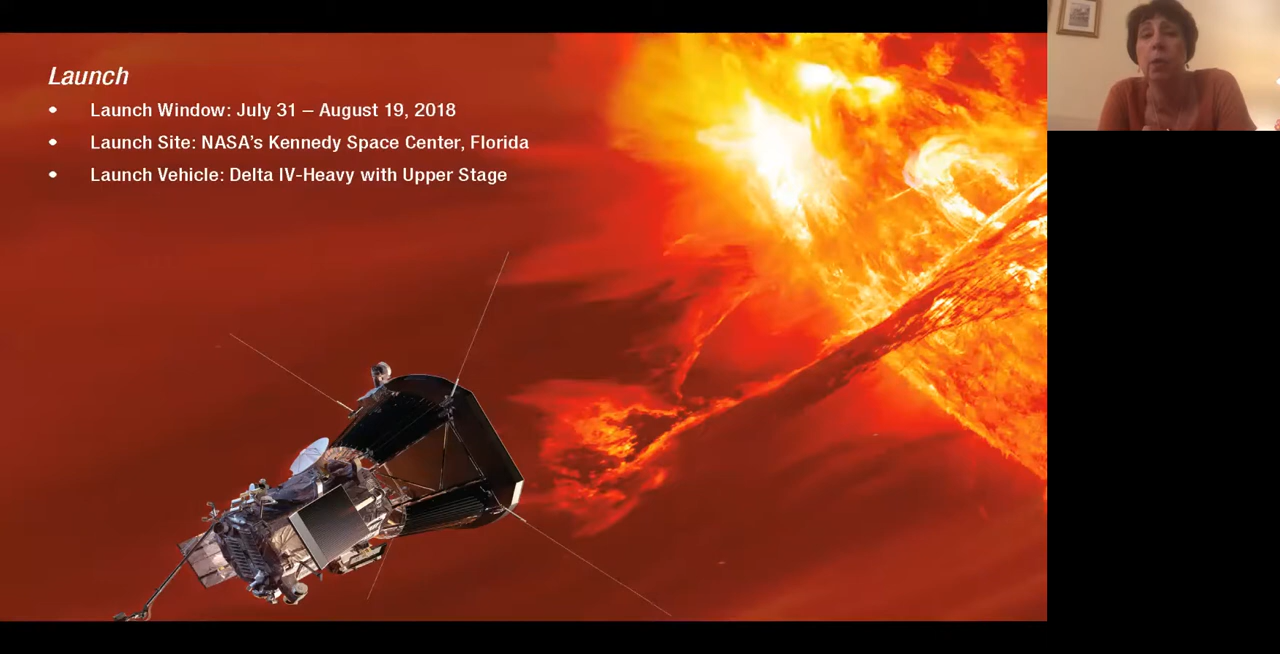 Launch
• Launch Window: July 31 – August 19, 2018
• Launch Site: NASA's Kennedy Space Center, Florida
• Launch Vehicle: Delta IV-Heavy with Upper Stage